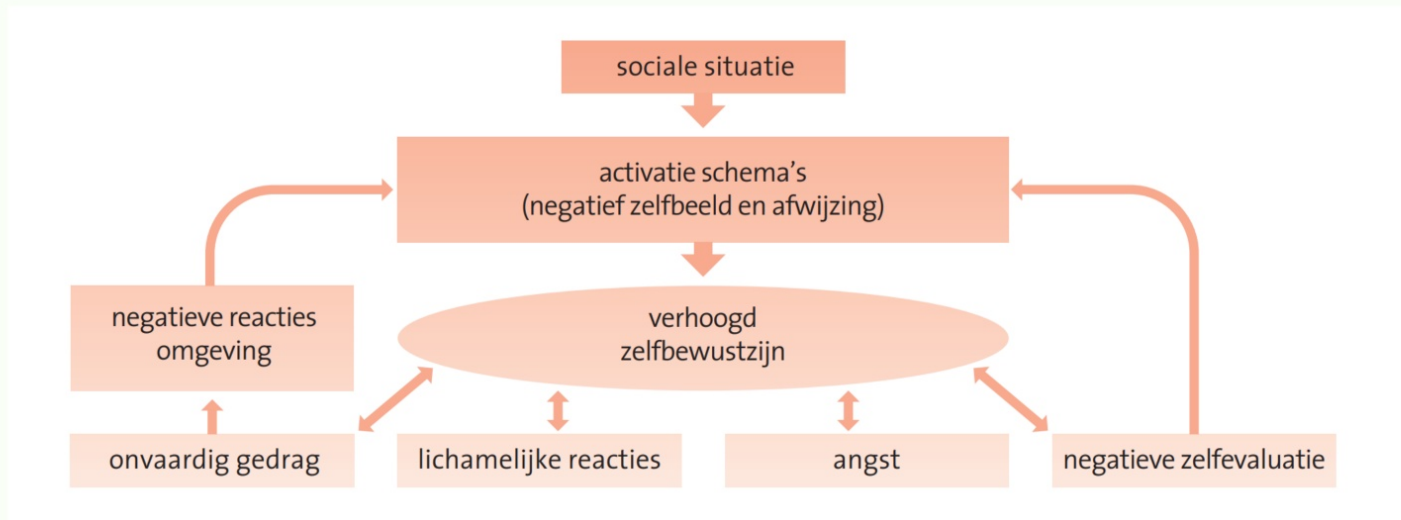 sociale situatie
activatie schema’s
(negatief zelfbeeld en afwijzing)
negatieve reacties
omgeving
verhoogd
zelfbewustzijn
onvaardig gedrag
lichamelijke reacties
angst
negatieve zelfevaluatie